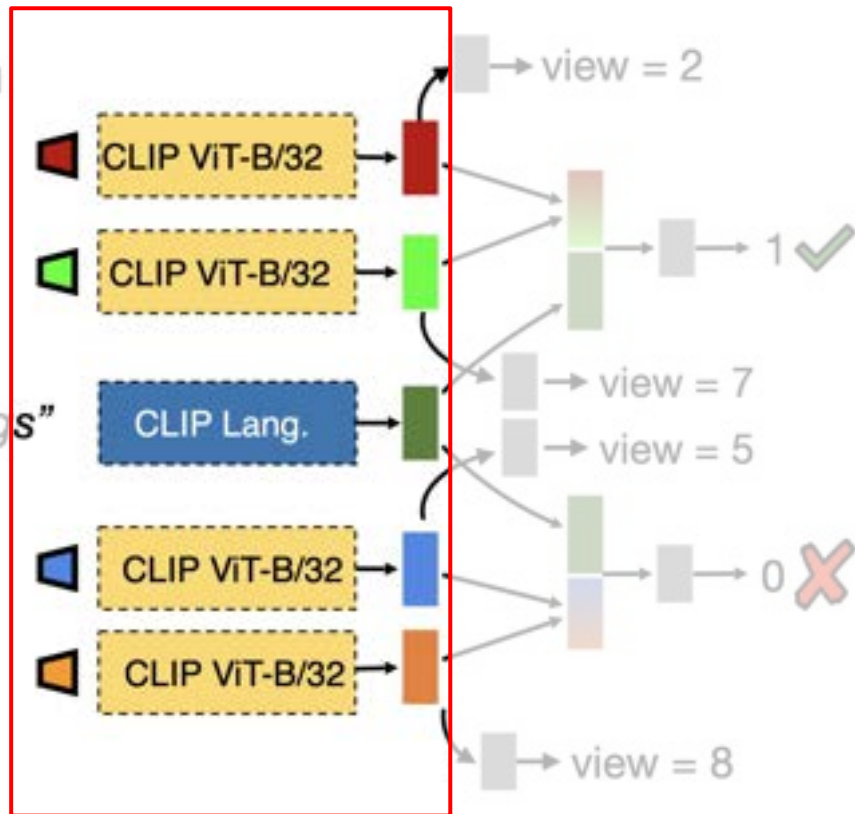 view = 2
CLIP ViT-B/32
CLIP ViT-B/32
1
view = 7
gs”
CLIP Lang.
view = 5
CLIP ViT-B/32
0
CLIP ViT-B/32
view = 8